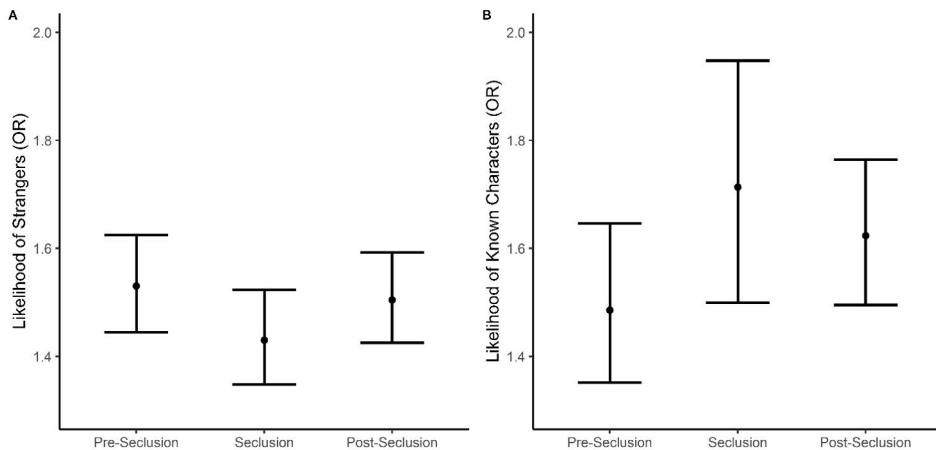 A
Likelihood of Strangers (OR)
2.0
1.8
1.6
1.4
Pre-Seclusion Seclusion Post-Seclusion
B
Likelihood of Known Characters (OR)
2.0
1.8
1.6
1.4
Pre-Seclusion Seclusion Post-Seclusion